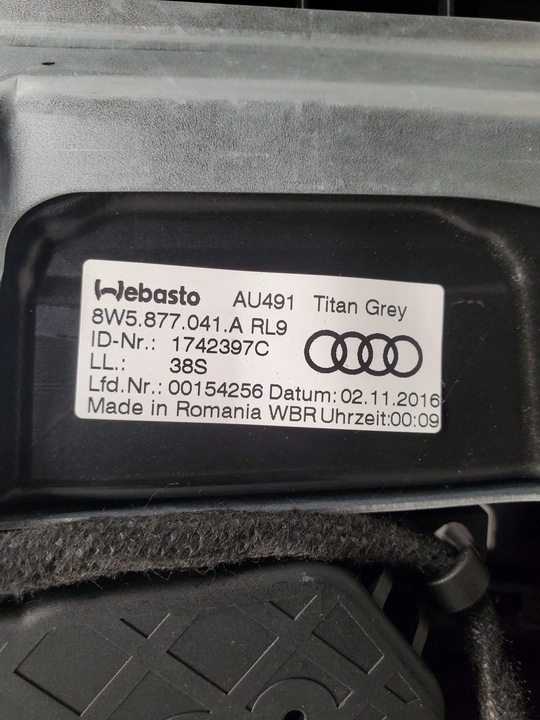 Webasto AU491 Titan Grey
8W5.877.041.A RL9
ID-Nr.: 1742397C
LL.: 38S
Lfd.Nr.: 00154256 Datum: 02.11.2016
Made in Romania WBR Uhrzeit:00:09